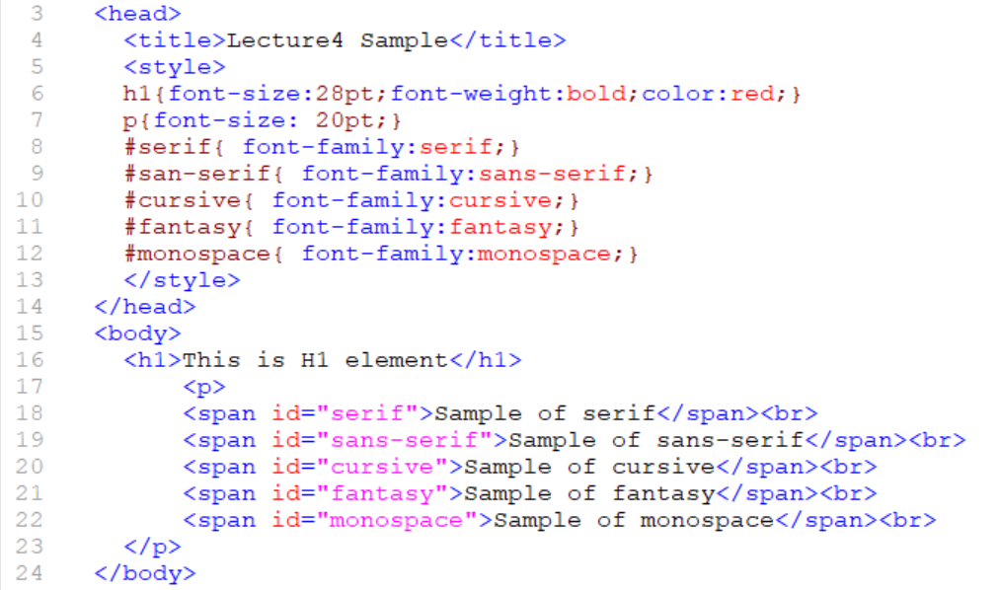 3 <head>
4 <title>Lecture4 Sample</title>
5 <style>
6 h1{font-size:28pt;font-weight:bold;color:red;}
7 p{font-size: 20pt;}
8 #serif{ font-family:serif;}
9 #san-serif{ font-family:sans-serif;}
10 #cursive{ font-family:cursive;}
11 #fantasy{ font-family:fantasy;}
12 #monospace{ font-family:monospace;}
13 </style>
14 </head>
15 <body>
16 <h1>This is H1 element</h1>
17 <p>
18 <span id="serif">Sample of serif</span><br>
19 <span id="sans-serif">Sample of sans-serif</span><br>
20 <span id="cursive">Sample of cursive</span><br>
21 <span id="fantasy">Sample of fantasy</span><br>
22 <span id="monospace">Sample of monospace</span><br>
23 </p>
24 </body>